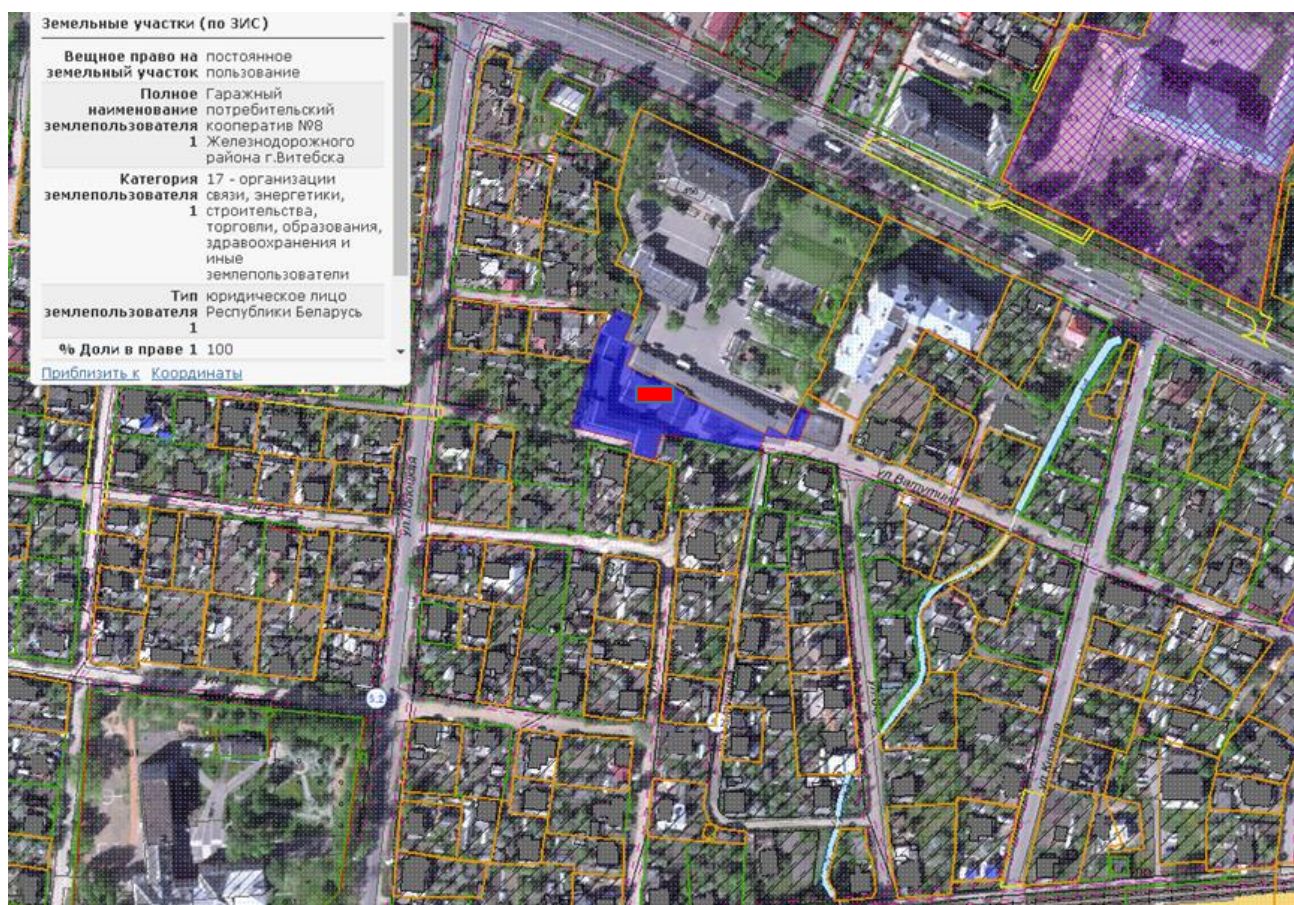 Земельные участки (по ЗИС)
Вещное право на постоянное
земельный участок пользование
Полное Гаражный
наименование потребительский
землепользователя кооператив №8
1 Железнодорожного
района г.Витебска
Категория 17 - организации
землепользователя связи, энергетики,
1 строительства,
торговли, образования,
здравоохранения и
иные
землепользователи
Тип юридическое лицо
землепользователя Республики Беларусь
1
% Доли в праве 1 100
Приблизить к Координаты
ул.Ватутина
5.2